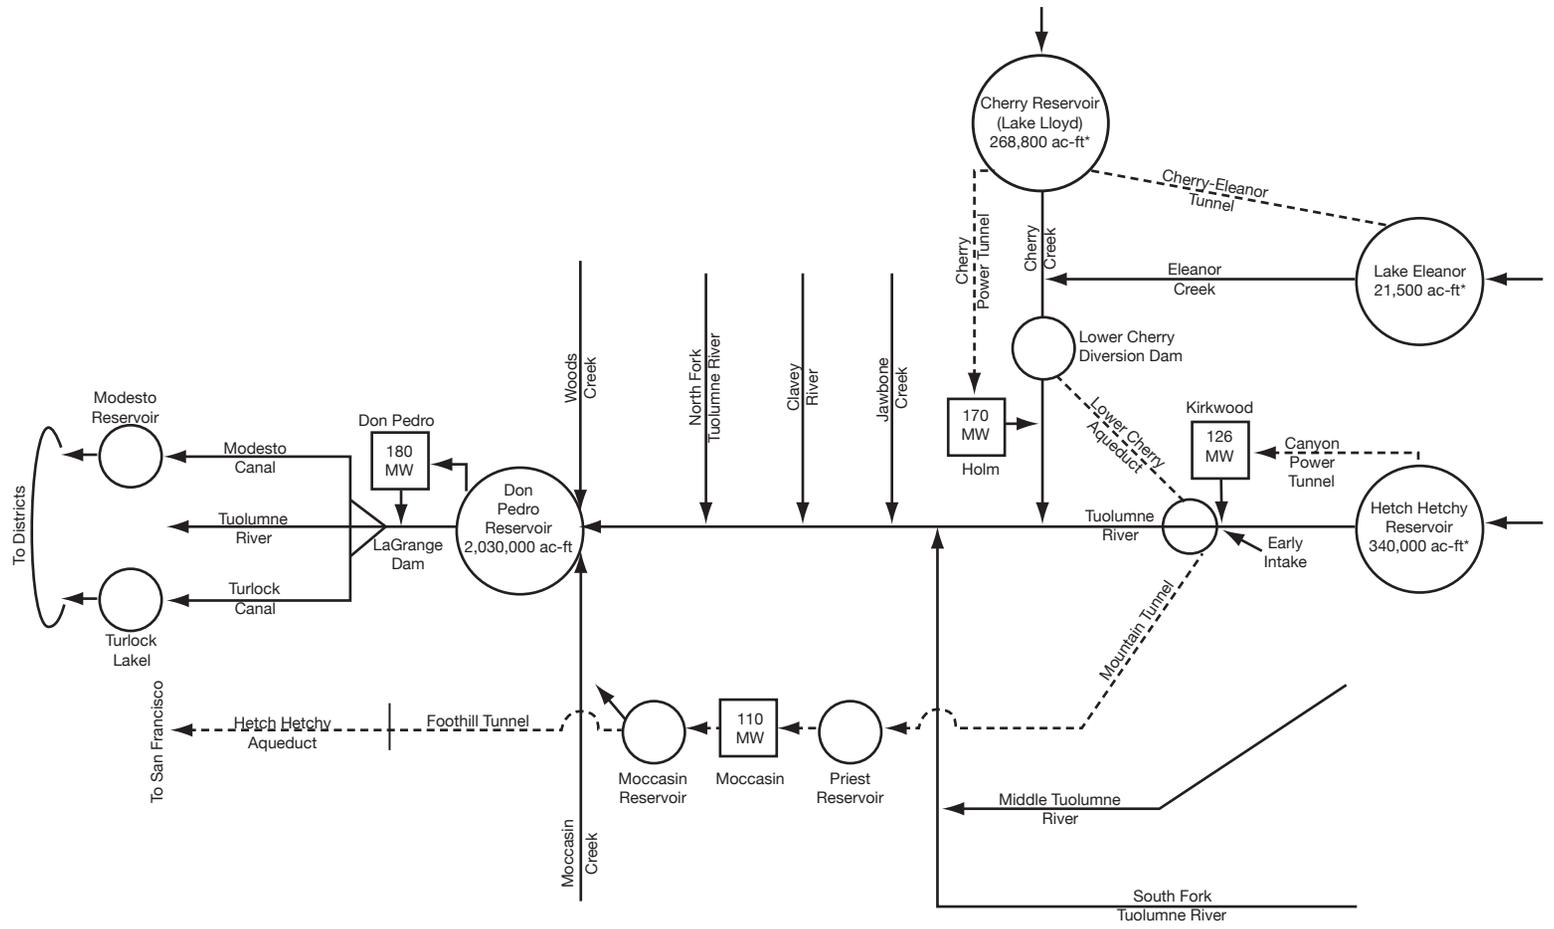 Cherry Reservoir
(Lake Lloyd)
268,800 ac-ft*
Cherry-Eleanor
Tunnel
Cherry
Power Tunnel
Cherry
Creek
Eleanor
Creek
Lake Eleanor
21,500 ac-ft*
Lower Cherry
Diversion Dam
Lower Cherry
Aqueduct
170
MW
Holm
Kirkwood
126
MW
Canyon
Power
Tunnel
Hetch Hetchy
Reservoir
340,000 ac-ft*
Early
Intake
Tuolumne
River
Woods
Creek
North Fork
Tuolumne River
Clavey
River
Jawbone
Creek
Modesto
Reservoir
Modesto
Canal
Don Pedro
180
MW
Don
Pedro
Reservoir
2,030,000 ac-ft
To Districts
Tuolumne
River
LaGrange
Dam
Turlock
Canal
Turlock
Lakel
To San Francisco
Hetch Hetchy
Aqueduct
Foothill Tunnel
Moccasin
Reservoir
110
MW
Moccasin
Priest
Reservoir
Mountain Tunnel
Moccasin
Creek
Middle Tuolumne
River
South Fork
Tuolumne River